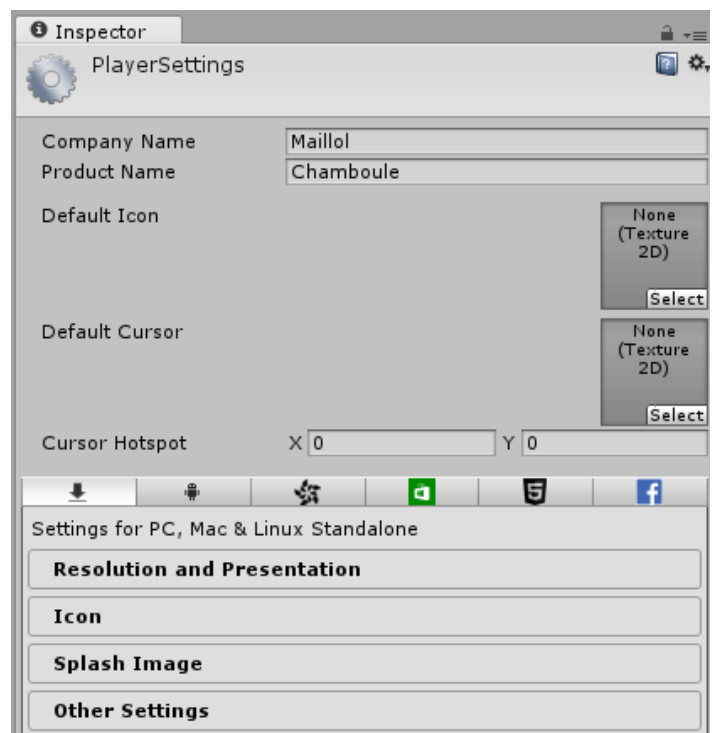 Inspector
PlayerSettings
Company Name Maillol
Product Name Chamboule
Default Icon
None
(Texture
2D)
Select
Default Cursor
None
(Texture
2D)
Select
Cursor Hotspot X 0 Y 0
Settings for PC, Mac & Linux Standalone
Resolution and Presentation
Icon
Splash Image
Other Settings